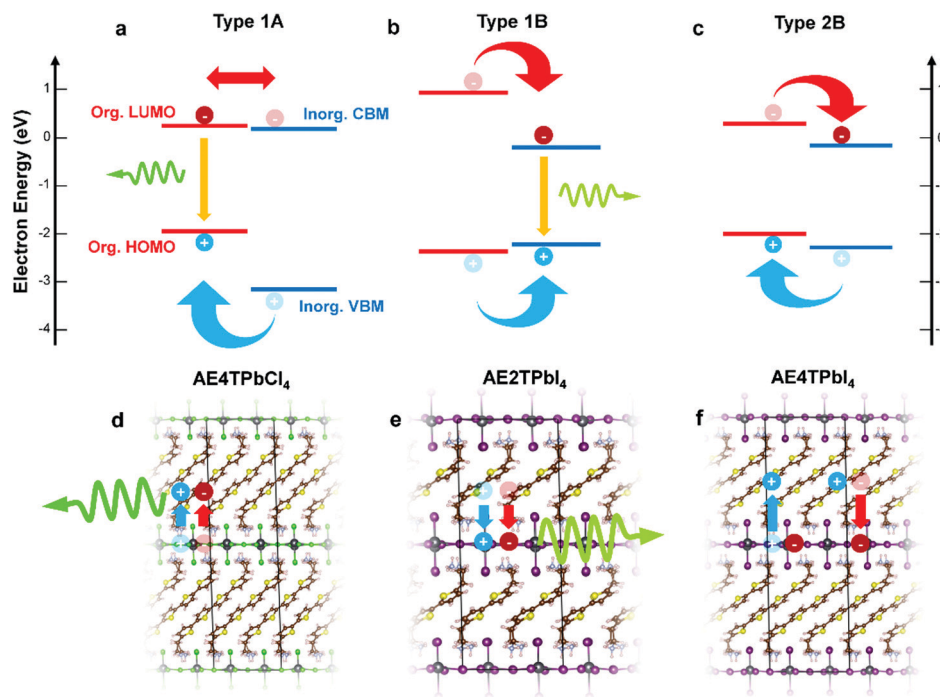 a Type 1A
b Type 1B
c Type 2B
Electron Energy (eV)
1
0
-1
-2
-3
-4
Org. LUMO
Inorg. CBM
Org. HOMO
Inorg. VBM
-
-
+
+
-
-
+
+
-
-
+
+
AE4TPbCl4
AE2TPbI4
AE4TPbI4
d
e
f
+ -
+ -
+ -
+ -
+ + -
- - -